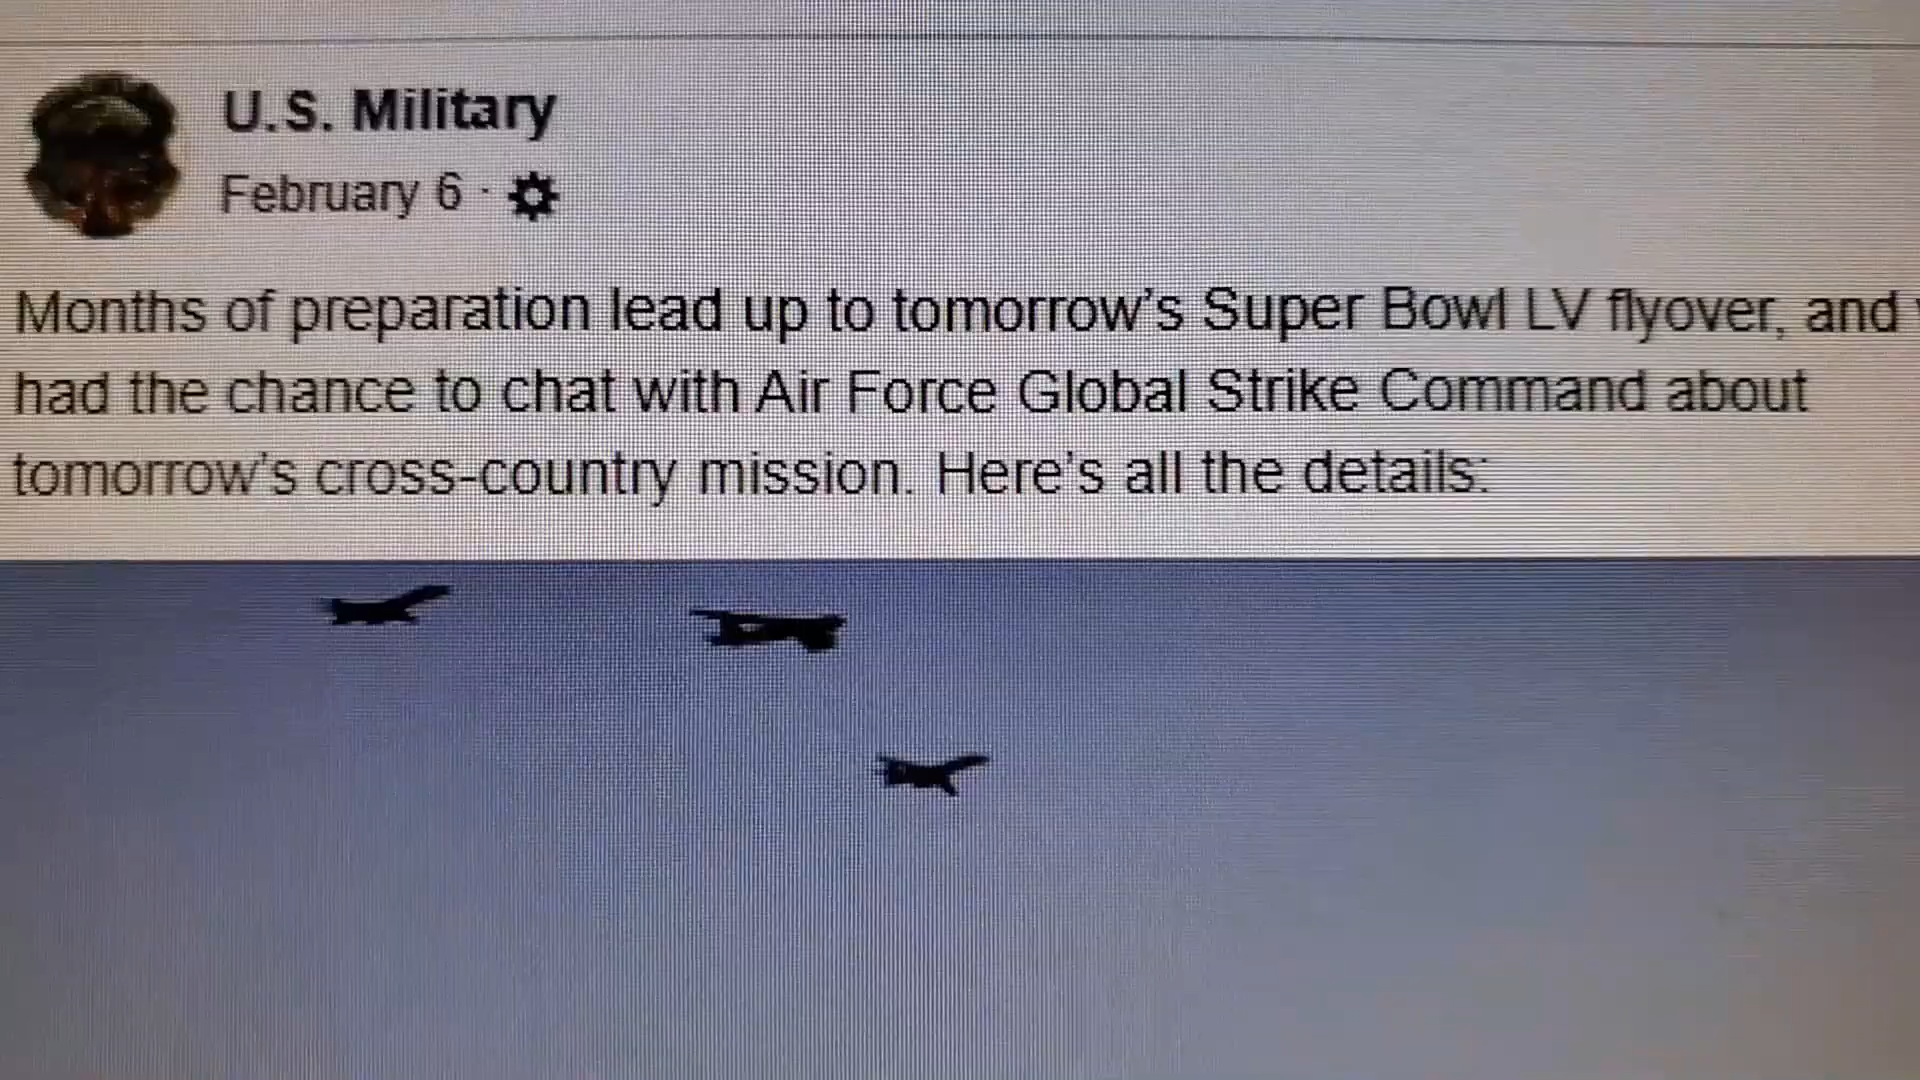 U.S. Military
February 6 ·
Months of preparation lead up to tomorrow's Super Bowl LV flyover, and
had the chance to chat with Air Force Global Strike Command about
tomorrow's cross-country mission. Here's all the details: